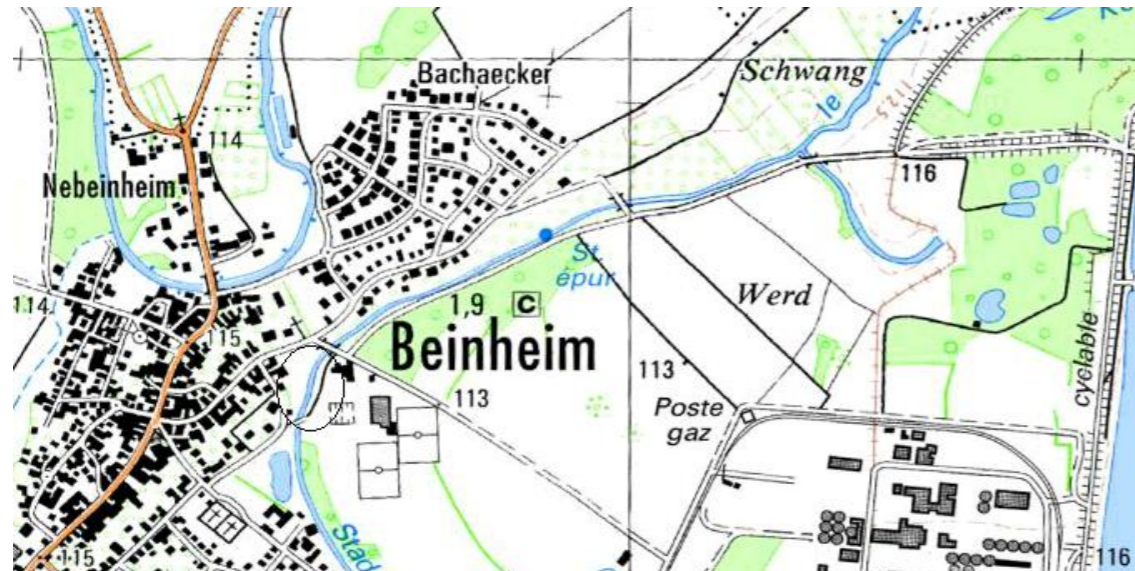 Bachaecker
Schwang
le
1125
114
Nebeinheim
116
St
épur
Werd
1,9 C
114
115
Beinheim
cyclable
113
113
Poste
gaz
Stad
115
116